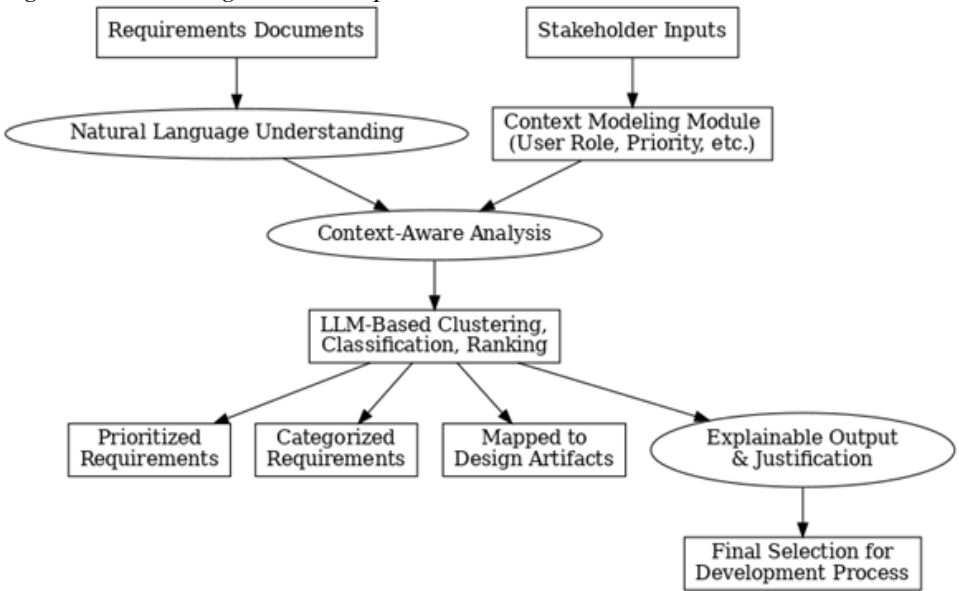 Requirements Documents
Stakeholder Inputs
Natural Language Understanding
Context Modeling Module
(User Role, Priority, etc.)
Context-Aware Analysis
LLM-Based Clustering,
Classification, Ranking
Prioritized
Requirements
Categorized
Requirements
Mapped to
Design Artifacts
Explainable Output
& Justification
Final Selection for
Development Process